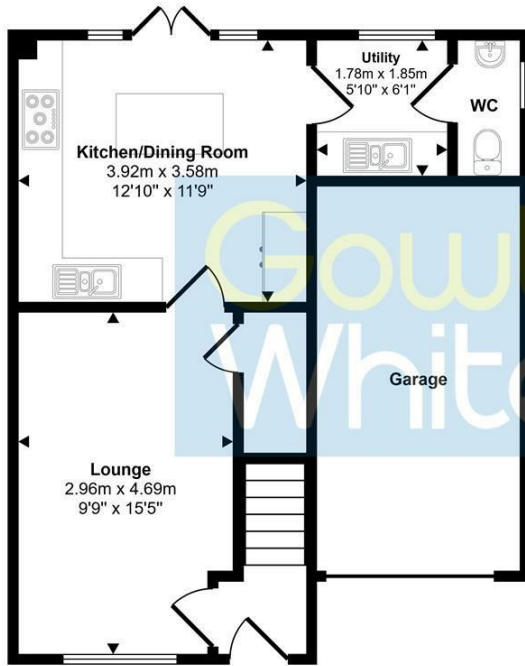 Utility
1.78m x 1.85m
5'10" x 6'1"
WC
Kitchen/Dining Room
3.92m x 3.58m
12'10" x 11'9"
Garage
Lounge
2.96m x 4.69m
9'9" x 15'5"